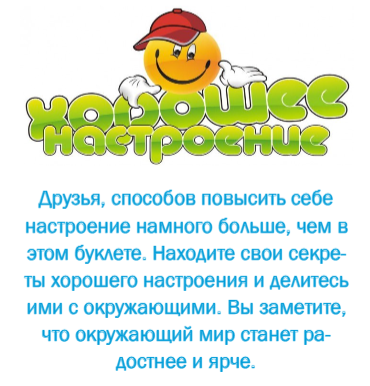 хорошее
настроение
Друзья, способов повысить себе
настроение намного больше, чем в
этом буклете. Находите свои секре-
ты хорошего настроения и делитесь
ими с окружающими. Вы заметите,
что окружающий мир станет ра-
достнее и ярче.